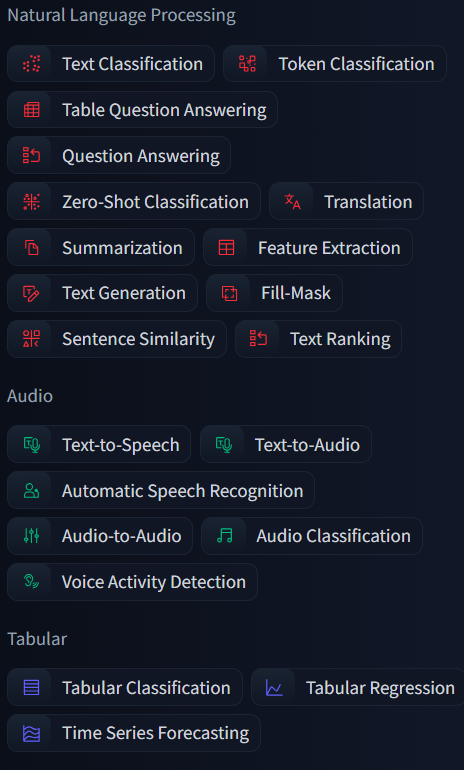 Natural Language Processing
Text Classification Token Classification
Table Question Answering
Question Answering
Zero-Shot Classification Translation
Summarization Feature Extraction
Text Generation Fill-Mask
Sentence Similarity Text Ranking
Audio
Text-to-Speech Text-to-Audio
Automatic Speech Recognition
Audio-to-Audio Audio Classification
Voice Activity Detection
Tabular
Tabular Classification Tabular Regression
Time Series Forecasting